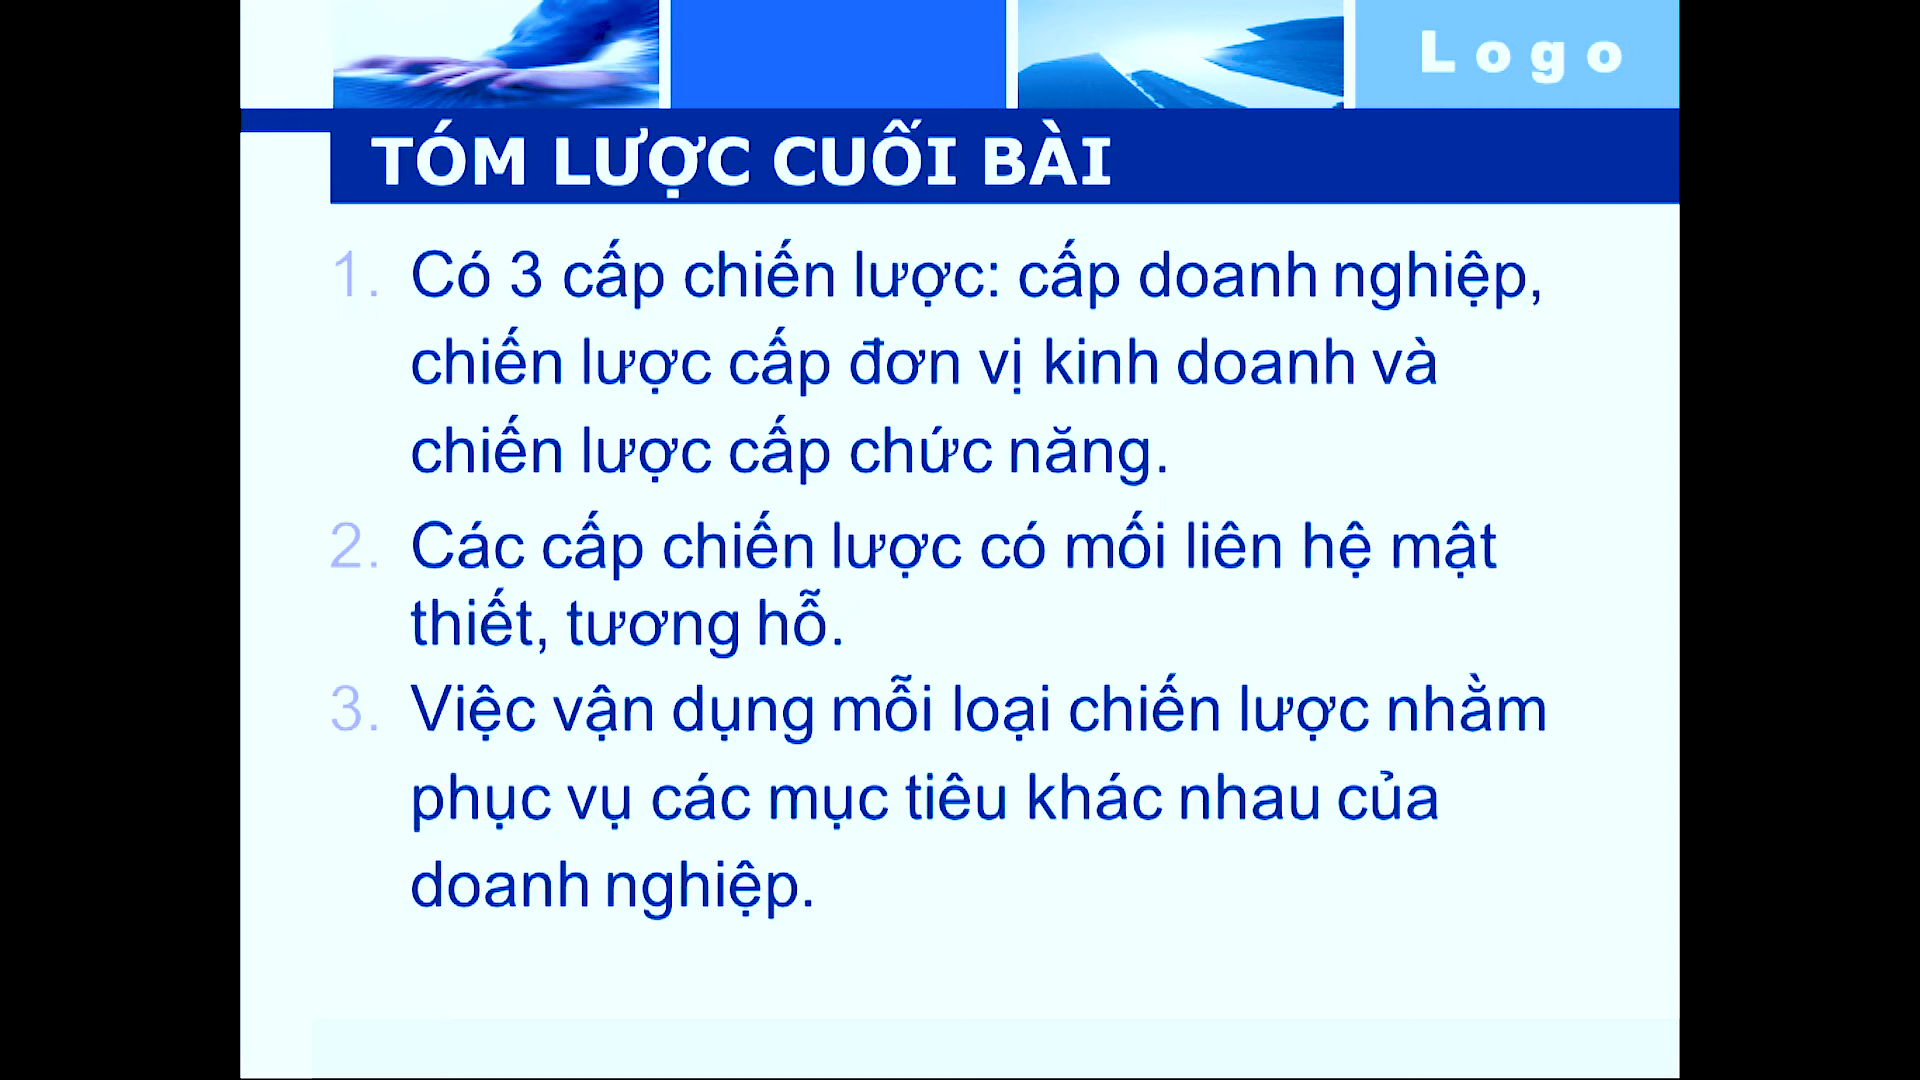 Logo
TÓM LƯỢC CUỐI BÀI
1. Có 3 cấp chiến lược: cấp doanh nghiệp,
chiến lược cấp đơn vị kinh doanh và
chiến lược cấp chức năng.
2. Các cấp chiến lược có mối liên hệ mật
thiết, tương hỗ.
3. Việc vận dụng mỗi loại chiến lược nhằm
phục vụ các mục tiêu khác nhau của
doanh nghiệp.